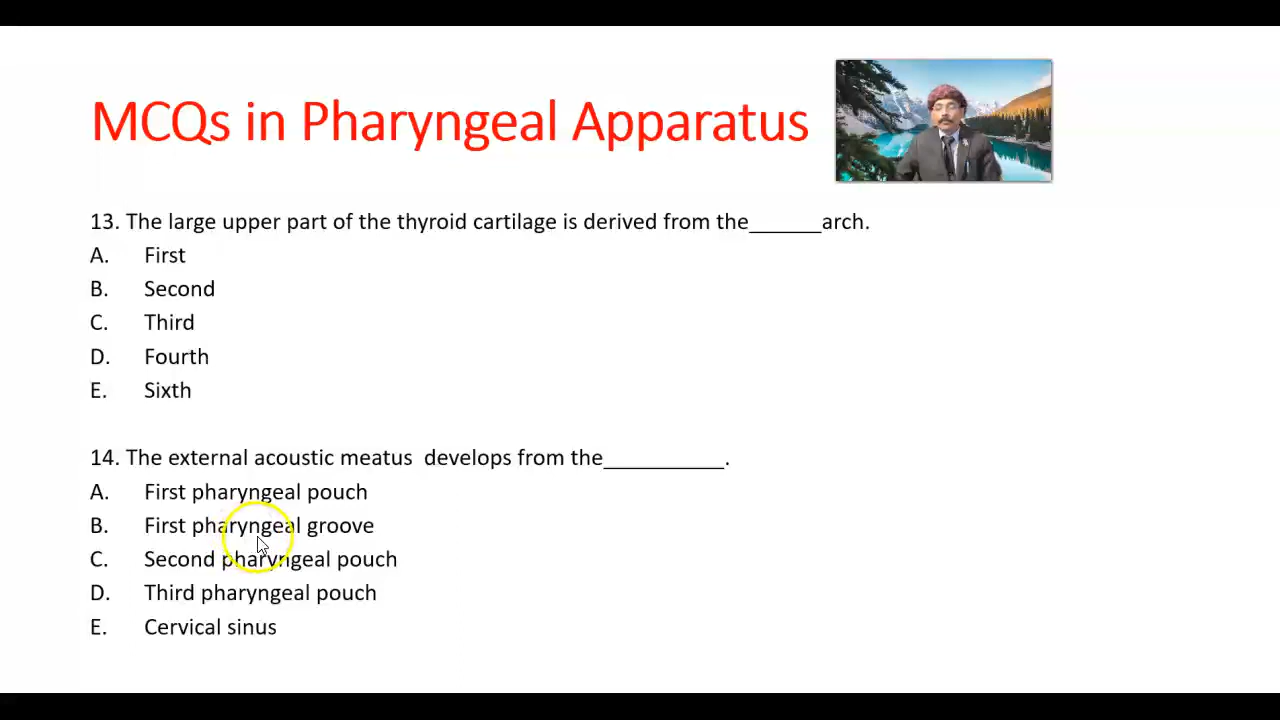 MCQs in Pharyngeal Apparatus
13. The large upper part of the thyroid cartilage is derived from the______arch.
A. First
B. Second
C. Third
D. Fourth
E. Sixth
14. The external acoustic meatus develops from the__________.
A. First pharyngeal pouch
B. First pharyngeal groove
C. Second pharyngeal pouch
D. Third pharyngeal pouch
E. Cervical sinus